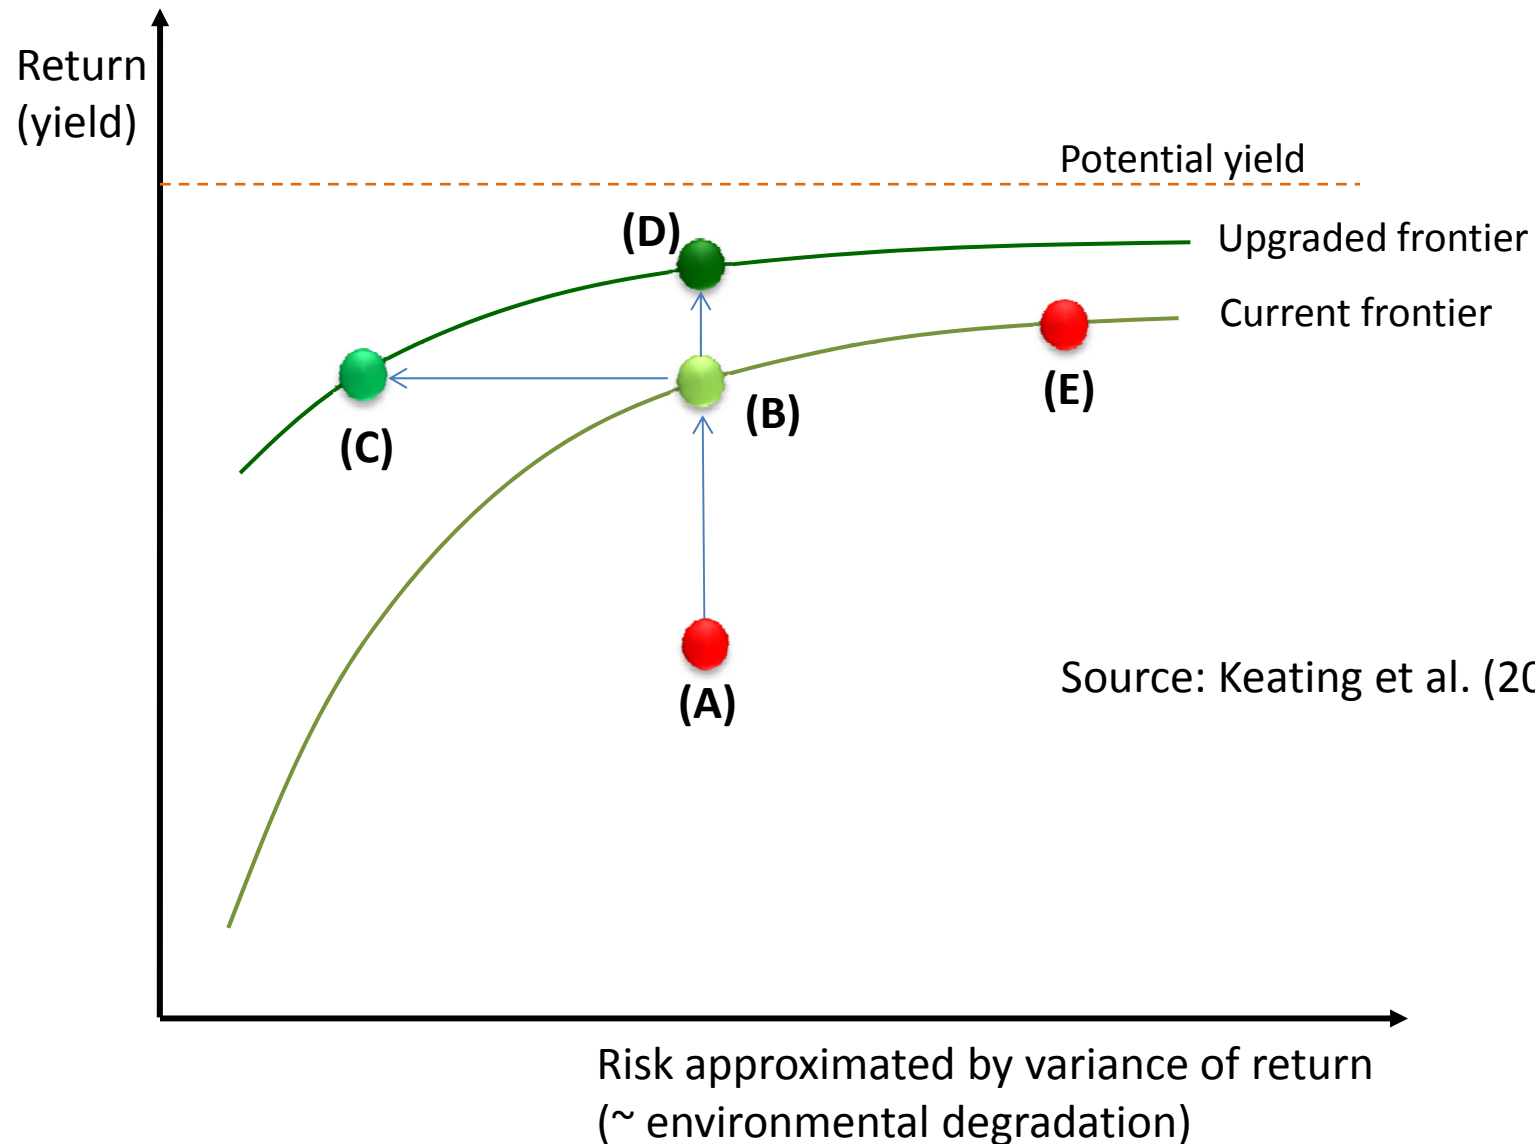 Return
(yield)
Potential yield
(D)
Upgraded frontier
Current frontier
(C)
(B)
(E)
Source: Keating et al. (20
(A)
Risk approximated by variance of return
(~ environmental degradation)